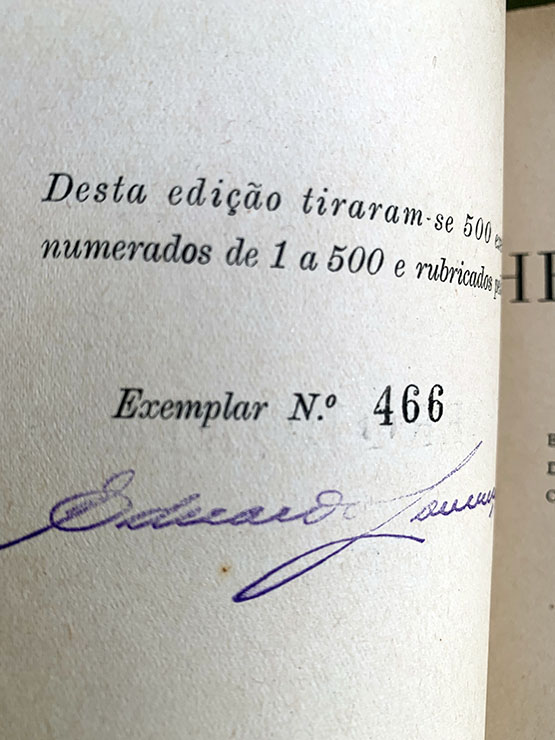 Desta edição tiraram-se 500
numerados de 1 a 500 e rubricados
Exemplar N.º 466
Eduardo